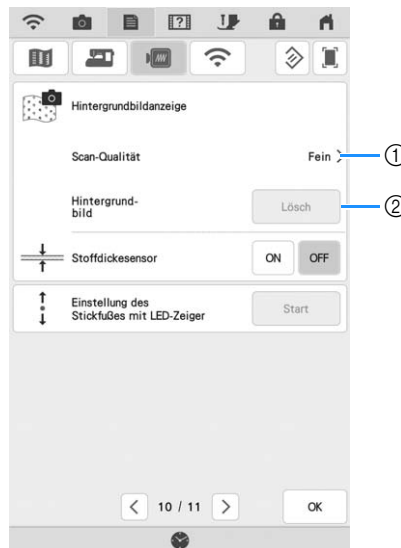 Hintergrundbildanzeige
Scan-Qualität Fein >
①
Hintergrund-
bild
Lösch
②
Stoffdickesensor ON OFF
Einstellung des
Stickfußes mit LED-Zeiger
Start
< 10 / 11 > OK